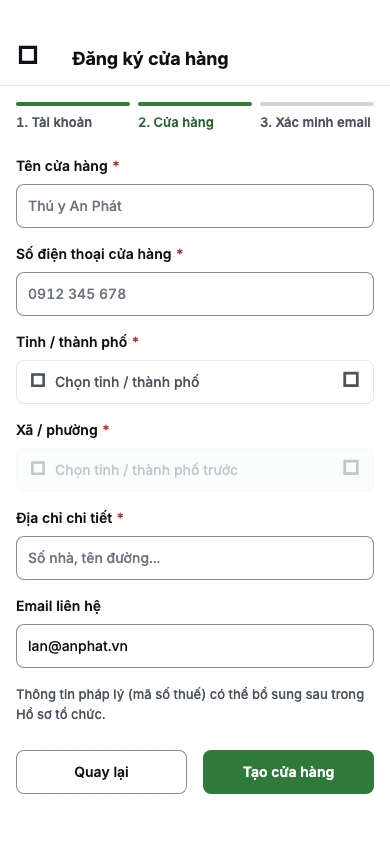 Đăng ký cửa hàng
1. Tài khoản
2. Cửa hàng
3. Xác minh email
Tên cửa hàng *
Thú y An Phát
Số điện thoại cửa hàng *
0912 345 678
Tỉnh / thành phố *
Chọn tỉnh / thành phố
Xã / phường *
Chọn tỉnh / thành phố trước
Địa chỉ chi tiết *
Số nhà, tên đường...
Email liên hệ
lan@anphat.vn
Thông tin pháp lý (mã số thuế) có thể bổ sung sau trong
Hồ sơ tổ chức.
Quay lại
Tạo cửa hàng